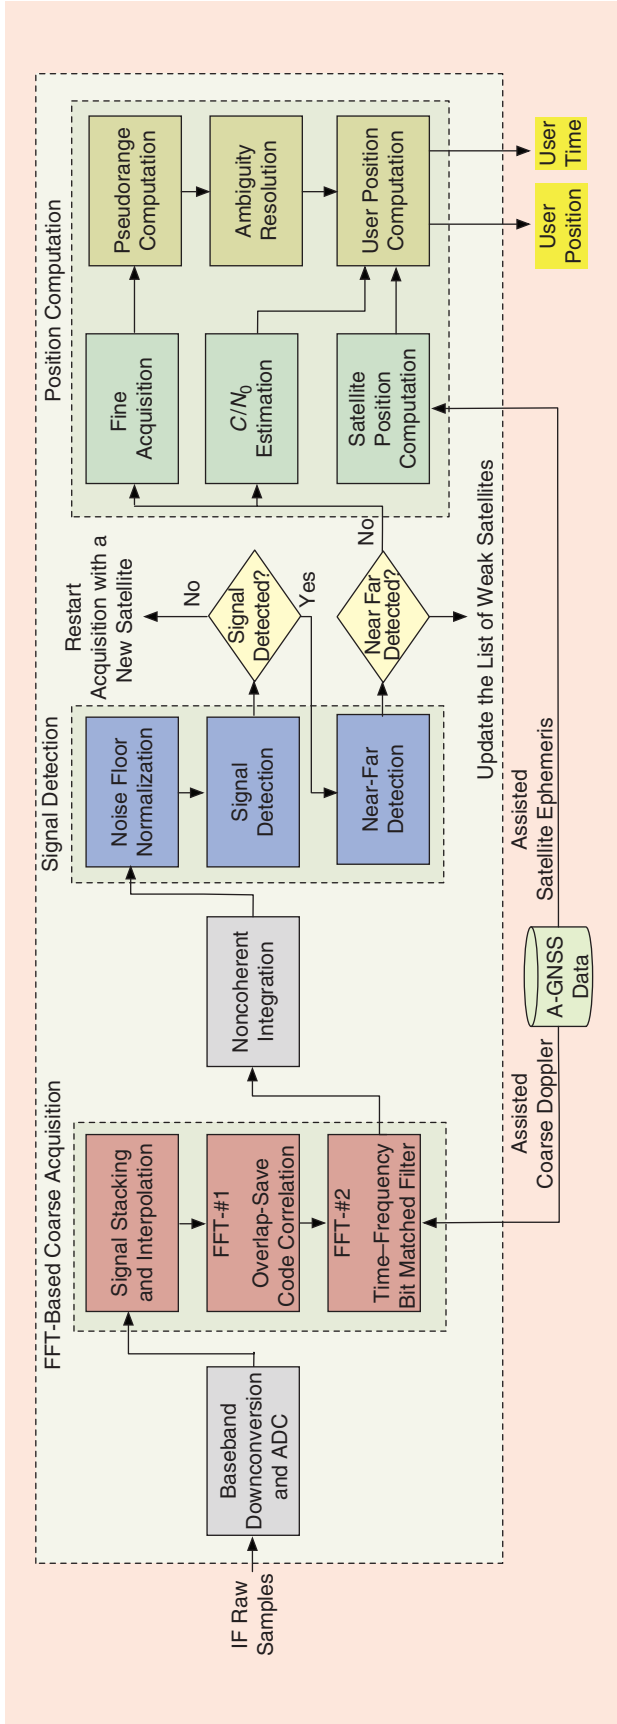 IF Raw
Samples
Baseband
Downconversion
and ADC
FFT-Based Coarse Acquisition
Signal Stacking
and Interpolation
FFT-#1
Overlap-Save
Code Correlation
FFT-#2
Time–Frequency
Bit Matched Filter
Noncoherent
Integration
Signal Detection
Noise Floor
Normalization
Signal
Detection
Near-Far
Detection
Restart
Acquisition with a
New Satellite
No
Signal
Detected?
Yes
Near Far
Detected?
No
Update the List of Weak Satellites
Position Computation
Fine
Acquisition
C/N0
Estimation
Satellite
Position
Computation
Pseudorange
Computation
Ambiguity
Resolution
User Position
Computation
Assisted
Coarse Doppler
A-GNSS
Data
Assisted
Satellite Ephemeris
User
Position
User
Time